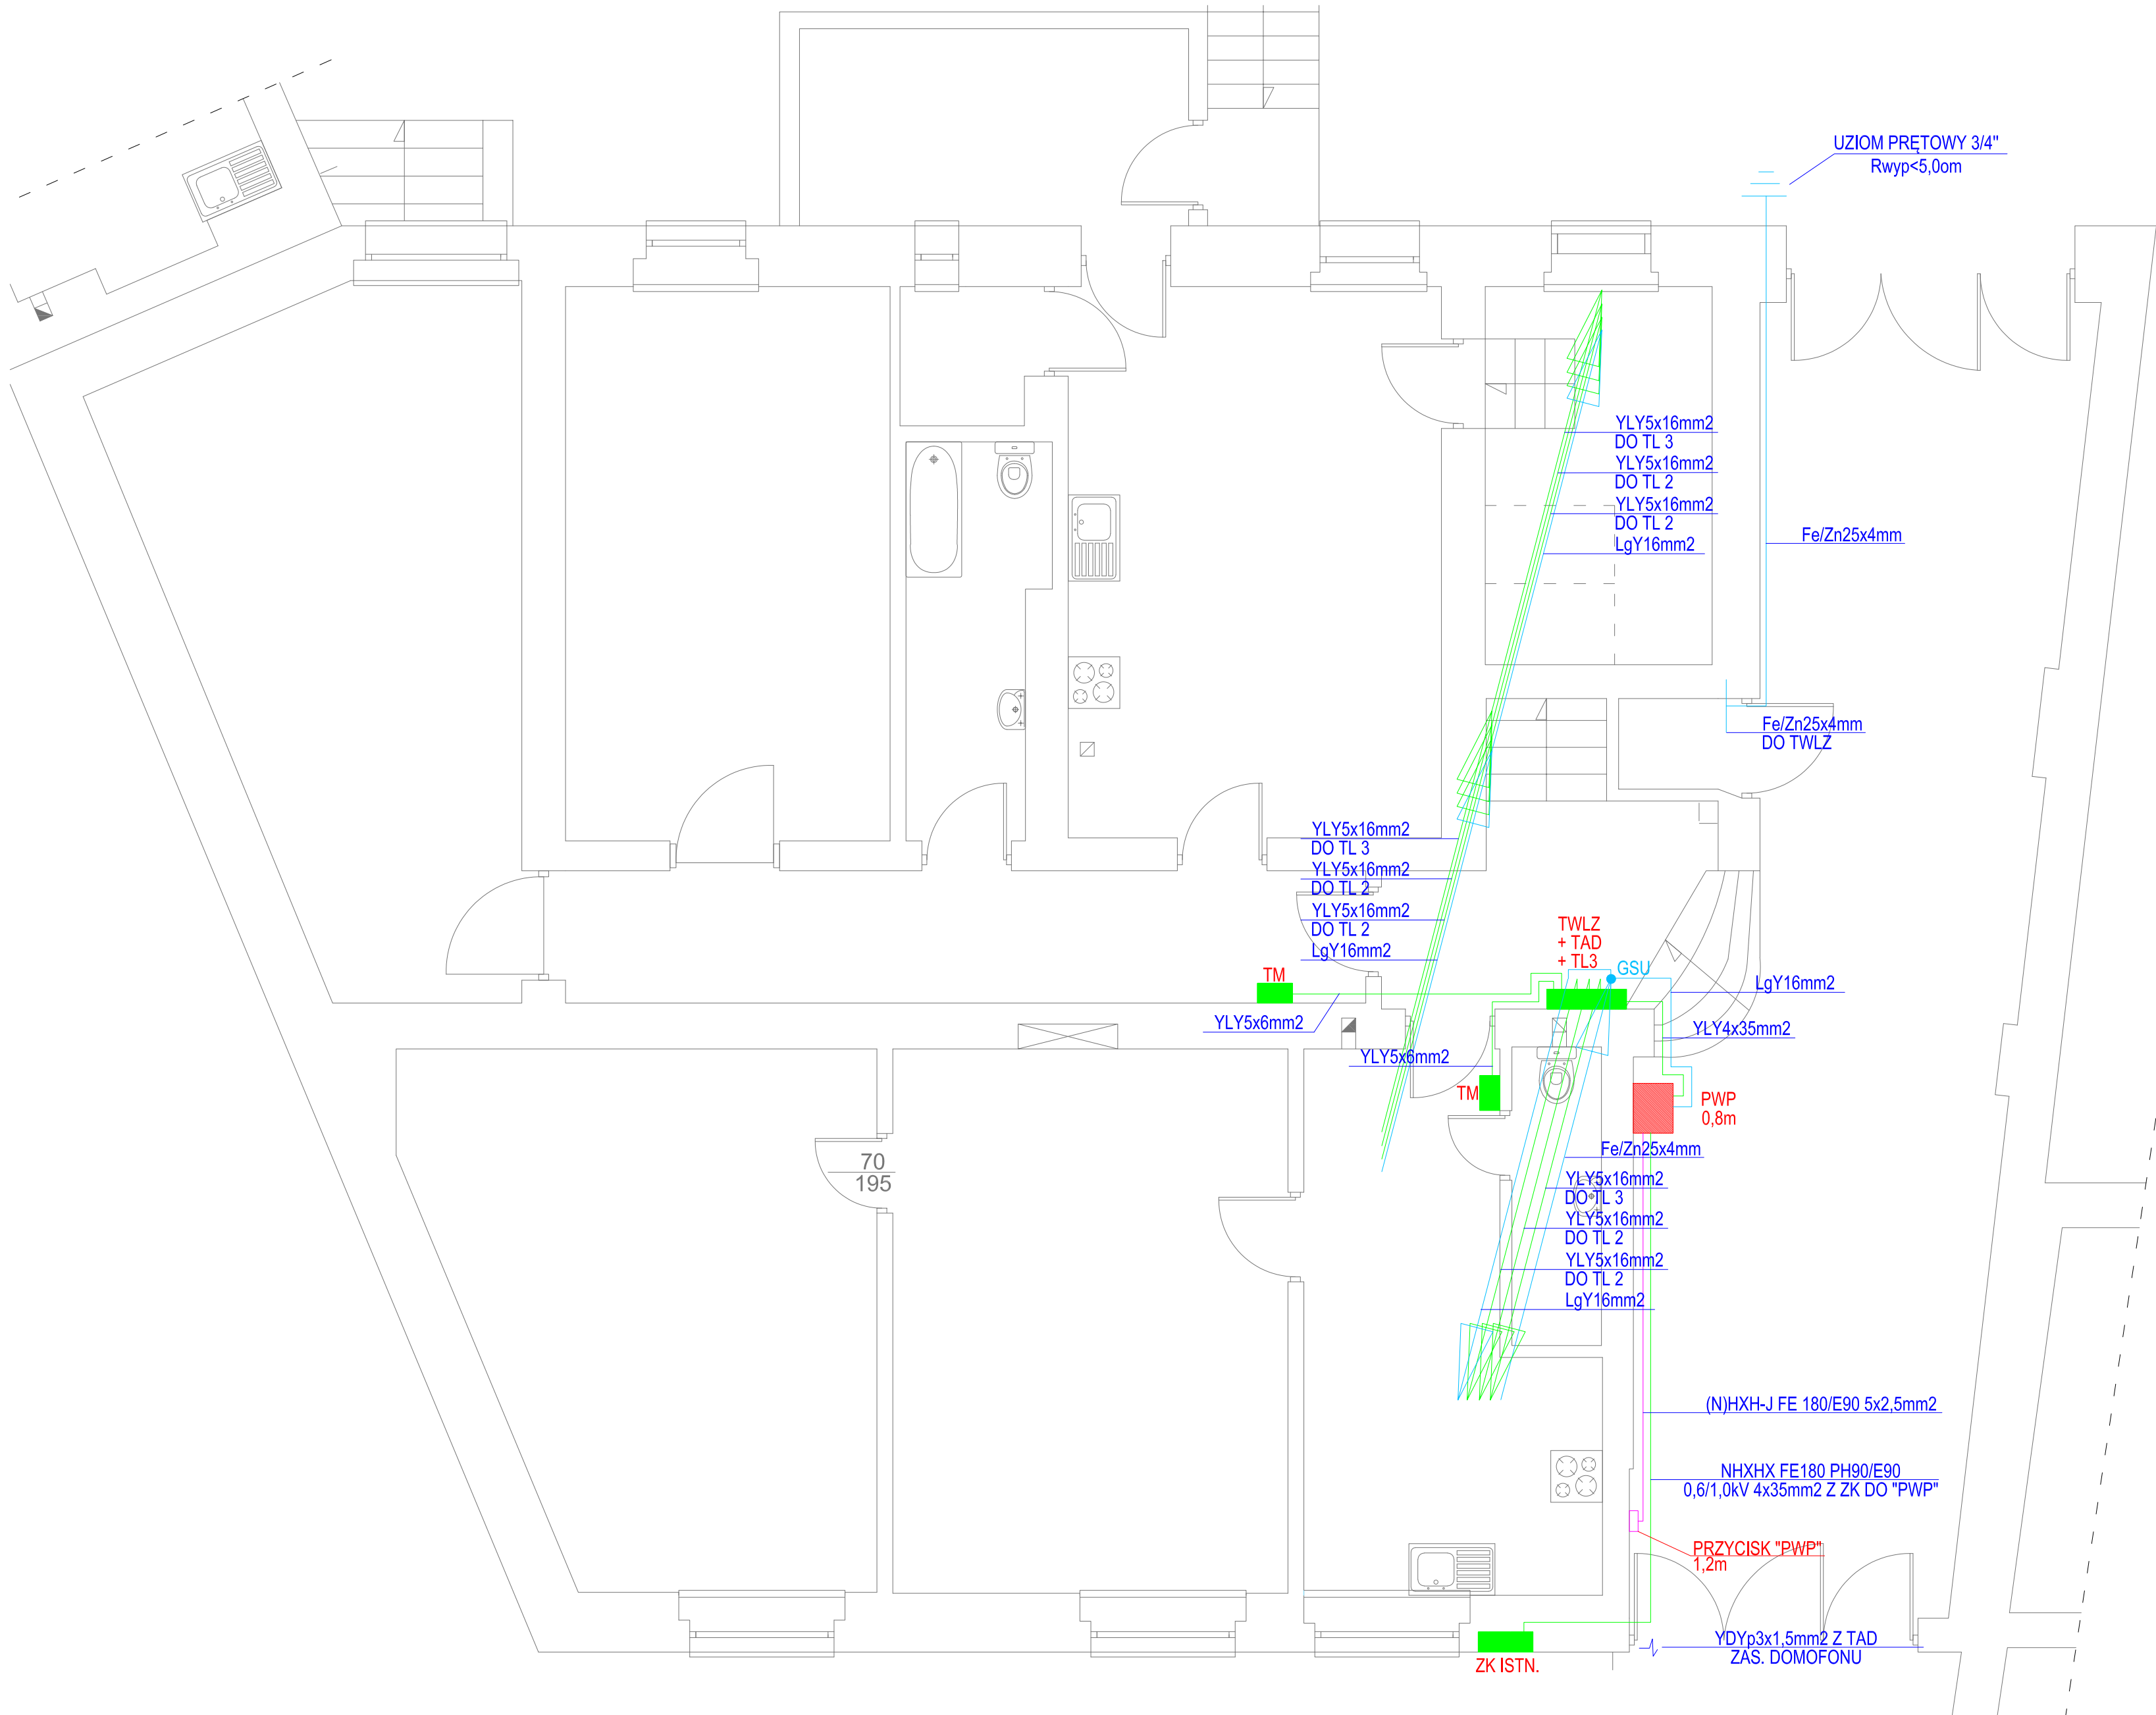 UZIOM PRĘTOWY 3/4"
Rwyp<5,0om
YLY5x16mm2
DO TL 3
YLY5x16mm2
DO TL 2
YLY5x16mm2
DO TL 2
LgY16mm2
Fe/Zn25x4mm
Fe/Zn25x4mm
DO TWLZ
YLY5x16mm2
DO TL 3
YLY5x16mm2
DO TL 2
YLY5x16mm2
DO TL 2
LgY16mm2
TWLZ
+ TAD
+ TL3
GSU
TM
LgY16mm2
YLY5x6mm2
YLY4x35mm2
YLY5x6mm2
TM
PWP
0,8m
Fe/Zn25x4mm
70
195
YLY5x16mm2
DO TL 3
YLY5x16mm2
DO TL 2
YLY5x16mm2
DO TL 2
LgY16mm2
(N)HXH-J FE 180/E90 5x2,5mm2
NHXHX FE180 PH90/E90
0,6/1,0kV 4x35mm2 Z ZK DO "PWP"
PRZYCISK "PWP"
1,2m
YDYp3x1,5mm2 Z TAD
ZAS. DOMOFONU
ZK ISTN.